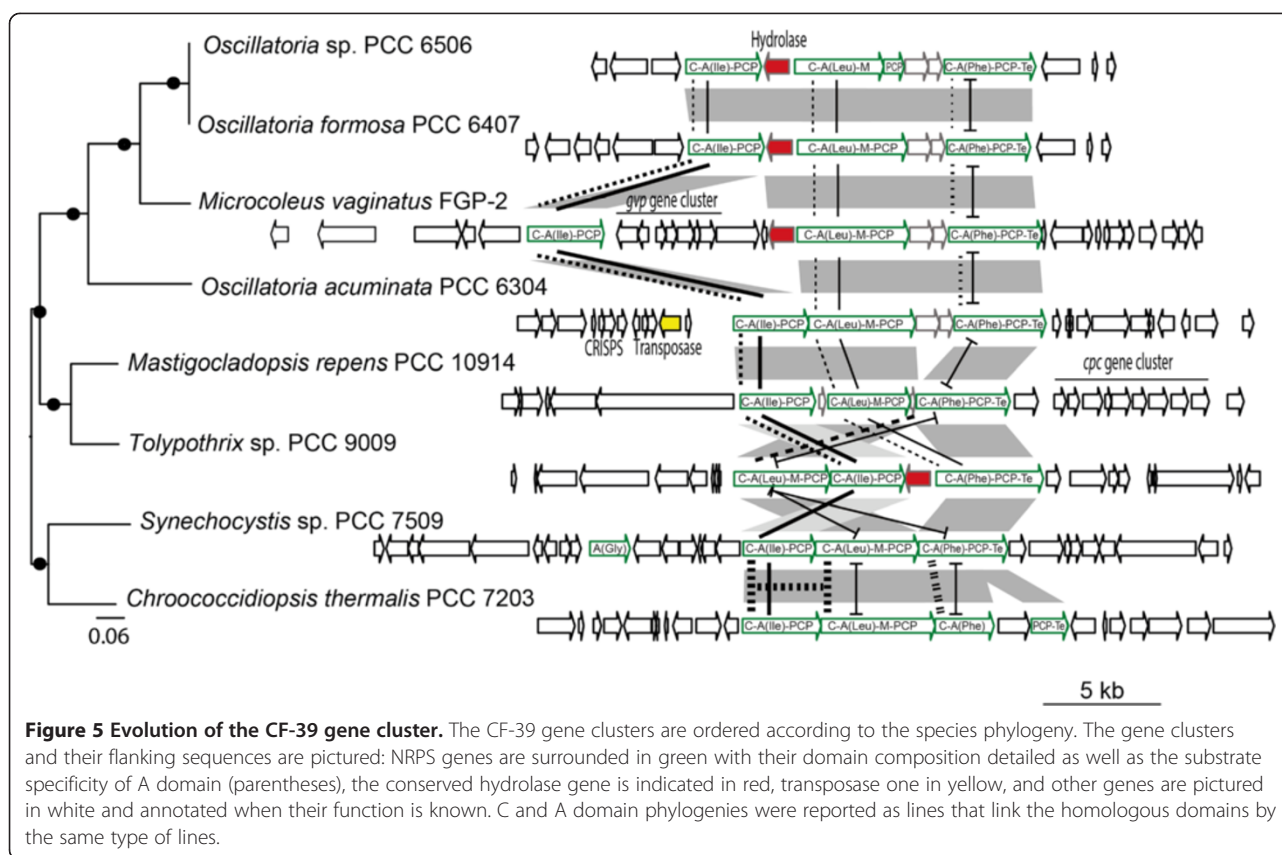 Oscillatoria sp. PCC 6506
Hydrolase
C-A(Ile)-PCP C-A(Leu)-M PCP C-A(Phe)-PCP-Te
Oscillatoria formosa PCC 6407
C-A(Ile)-PCP C-A(Leu)-M-PCP C-A(Phe)-PCP-Te
Microcoleus vaginatus FGP-2
gvp gene cluster
C-A(Ile)-PCP C-A(Leu)-M-PCP C-A(Phe)-PCP-Te
Oscillatoria acuminata PCC 6304
C-A(Ile)-PCP C-A(Leu)-M-PCP C-A(Phe)-PCP-Te
CRISPS Transposase
Mastigocladopsis repens PCC 10914
cpc gene cluster
C-A(Ile)-PCP C-A(Leu)-M-PCP C-A(Phe)-PCP-Te
Tolypothrix sp. PCC 9009
C-A(Leu)-M-PCP C-A(Ile)-PCP C-A(Phe)-PCP-Te
Synechocystis sp. PCC 7509
A(Gly) C-A(Ile)-PCP C-A(Leu)-M-PCP C-A(Phe)-PCP-Te
Chroococcidiopsis thermalis PCC 7203
0.06
C-A(Ile)-PCP C-A(Leu)-M-PCP C-A(Phe) PCP-Te
5 kb
Figure 5 Evolution of the CF-39 gene cluster. The CF-39 gene clusters are ordered according to the species phylogeny. The gene clusters
and their flanking sequences are pictured: NRPS genes are surrounded in green with their domain composition detailed as well as the substrate
specificity of A domain (parentheses), the conserved hydrolase gene is indicated in red, transposase one in yellow, and other genes are pictured
in white and annotated when their function is known. C and A domain phylogenies were reported as lines that link the homologous domains by
the same type of lines.